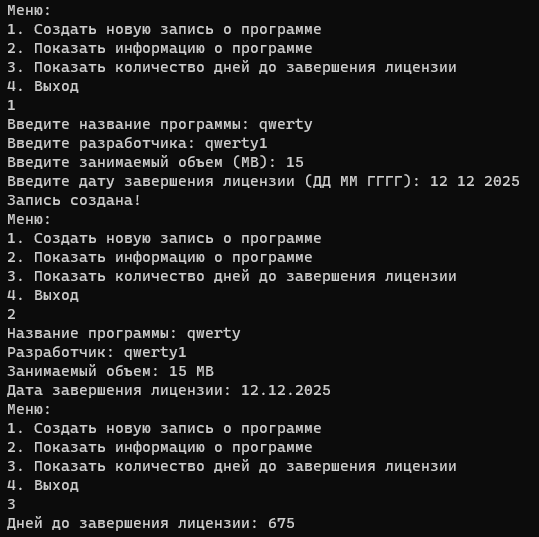 Меню:
1. Создать новую запись о программе
2. Показать информацию о программе
3. Показать количество дней до завершения лицензии
4. Выход
1
Введите название программы: qwerty
Введите разработчика: qwerty1
Введите занимаемый объем (МВ): 15
Введите дату завершения лицензии (ДД ММ ГГГГ): 12 12 2025
Запись создана!
Меню:
1. Создать новую запись о программе
2. Показать информацию о программе
3. Показать количество дней до завершения лицензии
4. Выход
2
Название программы: qwerty
Разработчик: qwerty1
Занимаемый объем: 15 МВ
Дата завершения лицензии: 12.12.2025
Меню:
1. Создать новую запись о программе
2. Показать информацию о программе
3. Показать количество дней до завершения лицензии
4. Выход
3
Дней до завершения лицензии: 675